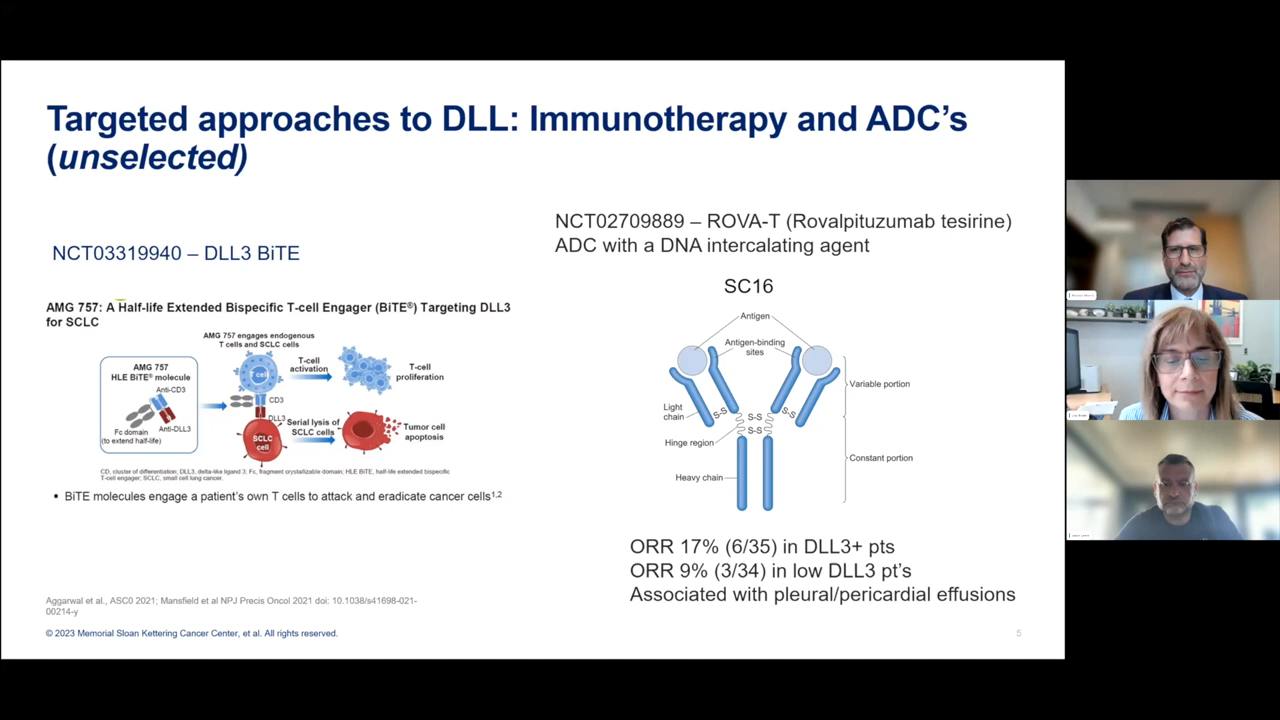 Targeted approaches to DLL: Immunotherapy and ADC's
(unselected)
NCT03319940 – DLL3 BiTE
AMG 757: A Half-life Extended Bispecific T-cell Engager (BiTE®) Targeting DLL3
for SCLC
AMG 757 engages endogenous
T cells and SCLC cells
AMG 757
HLE BiTE® molecule
Anti-CD3
Anti-DLL3
Fc domain
(to extend half-life)
T cell
CD3
DLL3
SCLC
cell
T-cell
activation
T-cell
proliferation
Serial lysis of
SCLC cells
Tumor cell
apoptosis
CD, cluster of differentiation; DLL3, delta-like ligand 3; Fc, fragment crystallizable domain; HLE BiTE, half-life extended bispecific
T-cell engager; SCLC, small cell lung cancer.
• BiTE molecules engage a patient's own T cells to attack and eradicate cancer cells1,2
NCT02709889 – ROVA-T (Rovalpituzumab tesirine)
ADC with a DNA intercalating agent
SC16
Antigen
Antigen-binding
sites
Variable portion
Light
chain
S-S
S-S
S-S
S-S
Hinge region
Constant portion
Heavy chain
ORR 17% (6/35) in DLL3+ pts
ORR 9% (3/34) in low DLL3 pt's
Associated with pleural/pericardial effusions
Aggarwal et al., ASC0 2021; Mansfield et al NPJ Precis Oncol 2021 doi: 10.1038/s41698-021-
00214-y
© 2023 Memorial Sloan Kettering Cancer Center, et al. All rights reserved.
5